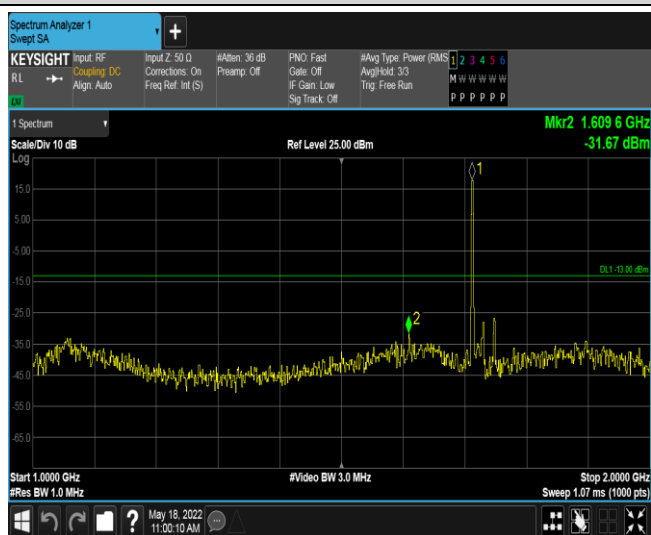 Spectrum Analyzer 1
Swept SA
+
KEYSIGHT
RL
Input: RF
Coupling: DC
Align: Auto
Input Z: 50 Ω
Corrections: On
Freq Ref: Int (S)
#Atten: 36 dB
Preamp: Off
PNO: Fast
Gate: Off
IF Gain: Low
Sig Track: Off
#Avg Type: Power (RMS
Avg|Hold: 3/3
Trig: Free Run
1 2 3 4 5 6
M W W W W W
P P P P P P
1 Spectrum
Scale/Div 10 dB
Ref Level 25.00 dBm
Mkr2 1.609 6 GHz
-31.67 dBm
Log
1
15.0
5.00
-5.00
DL1 -13.00 dBm
-15.0
2
-25.0
-35.0
-45.0
-55.0
-65.0
Start 1.0000 GHz
#Res BW 1.0 MHz
#Video BW 3.0 MHz
Stop 2.0000 GHz
Sweep 1.07 ms (1000 pts)
?
May 18, 2022
11:00:10 AM